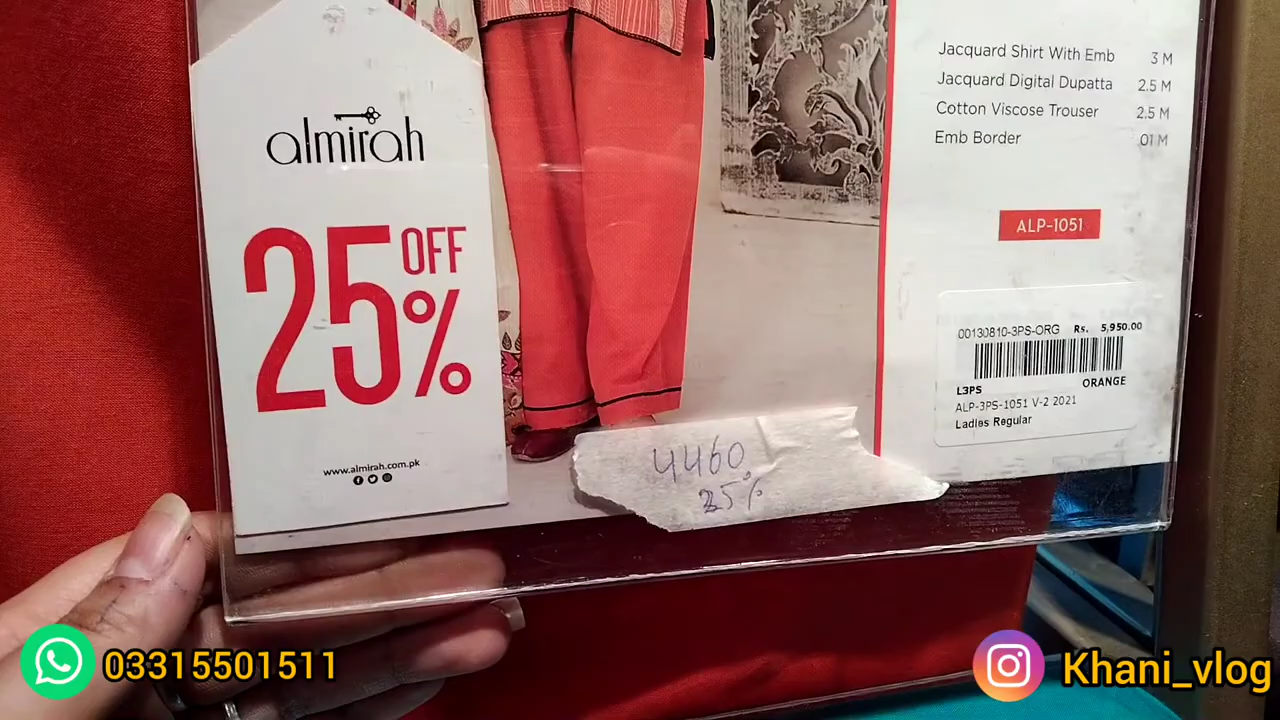 almirah
25% OFF
www.almirah.com.pk
Jacquard Shirt With Emb 3 M
Jacquard Digital Dupatta 2.5 M
Cotton Viscose Trouser 2.5 M
Emb Border 01 M
ALP-1051
00130810-3PS-ORG Rs. 5,950.00
L3PS ORANGE
ALP-3PS-1051 V-2 2021
Ladies Regular
4460
25%
03315501511
Khani_vlog